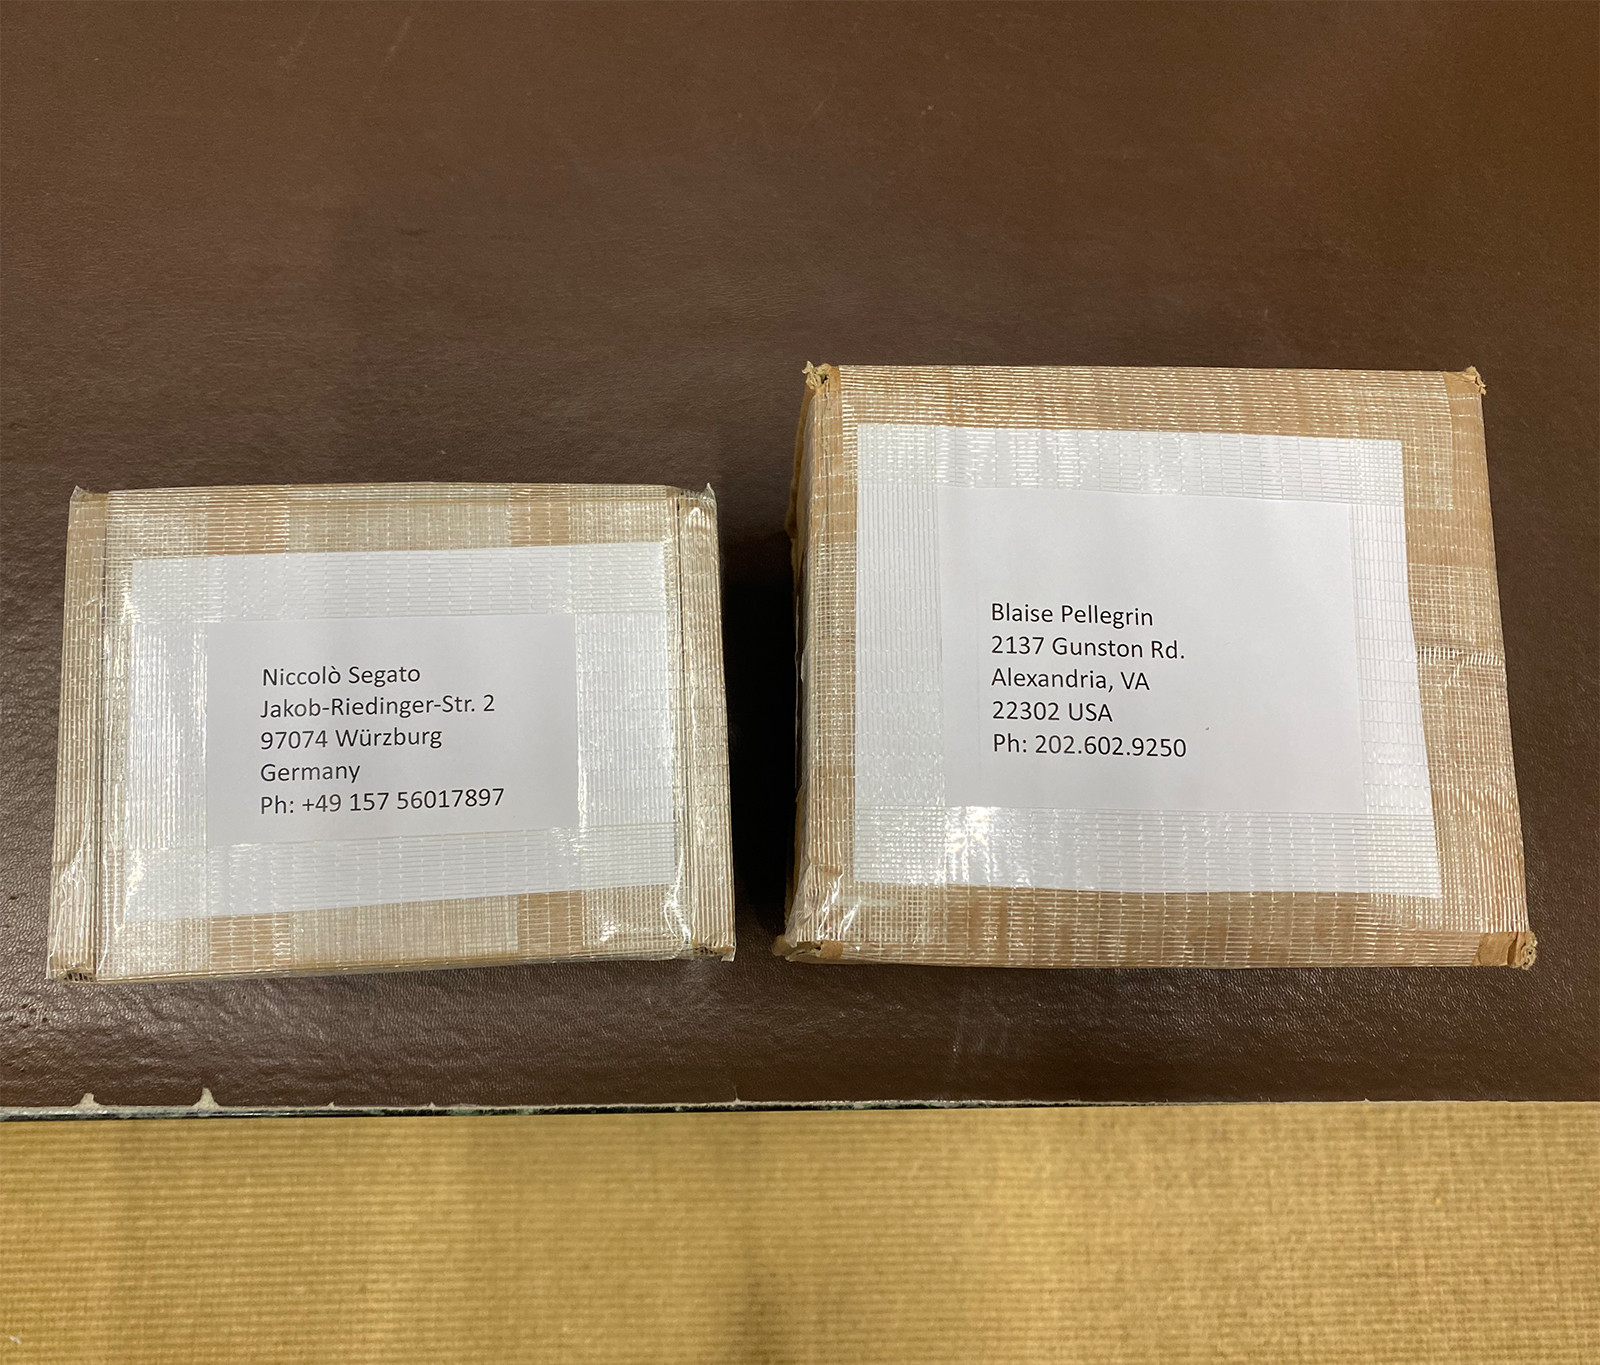 Niccolò Segato
Jakob-Riedinger-Str. 2
97074 Würzburg
Germany
Ph: +49 157 56017897
Blaise Pellegrin
2137 Gunston Rd.
Alexandria, VA
22302 USA
Ph: 202.602.9250